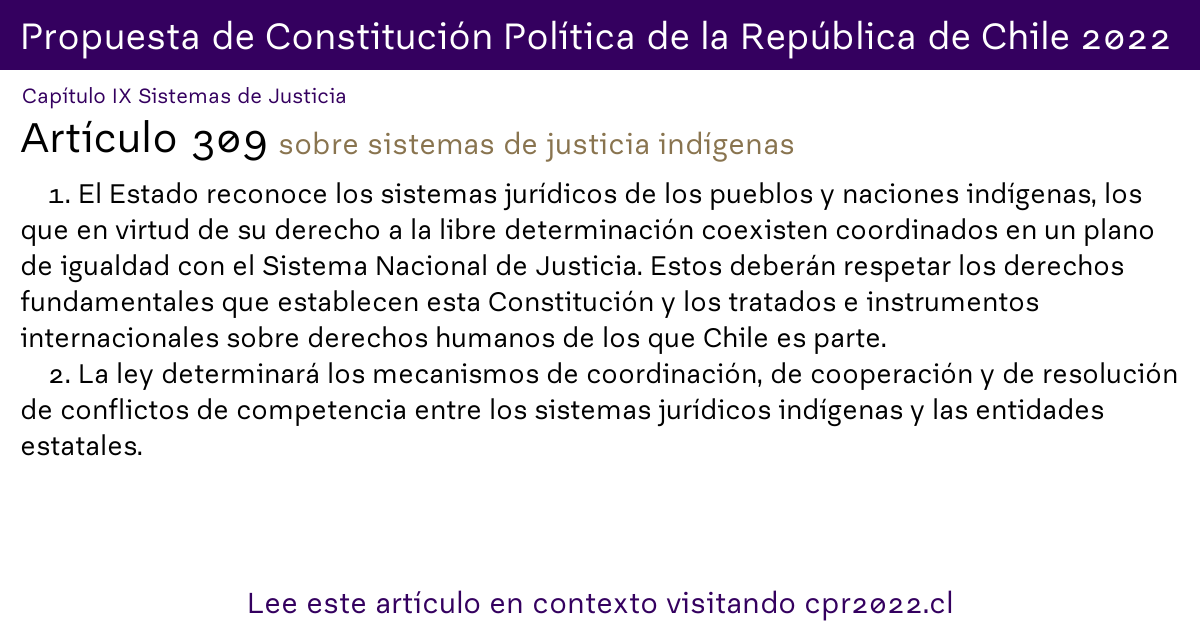 Propuesta de Constitución Política de la República de Chile 2022
Capítulo IX Sistemas de Justicia
Artículo 309 sobre sistemas de justicia indígenas
1. El Estado reconoce los sistemas jurídicos de los pueblos y naciones indígenas, los
que en virtud de su derecho a la libre determinación coexisten coordinados en un plano
de igualdad con el Sistema Nacional de Justicia. Estos deberán respetar los derechos
fundamentales que establecen esta Constitución y los tratados e instrumentos
internacionales sobre derechos humanos de los que Chile es parte.
2. La ley determinará los mecanismos de coordinación, de cooperación y de resolución
de conflictos de competencia entre los sistemas jurídicos indígenas y las entidades
estatales.
Lee este artículo en contexto visitando cpr2022.cl